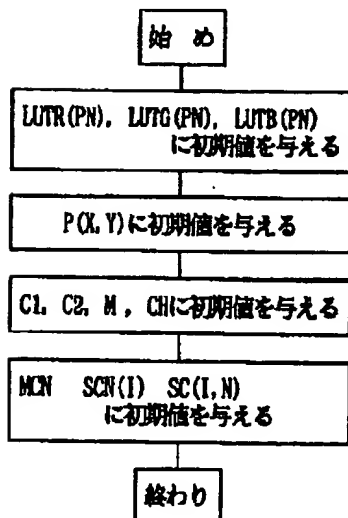 始 め
LUTR(PN), LUTG(PN), LUTB(PN)
に初期値を与える
P(X,Y)に初期値を与える
C1, C2, M , CHに初期値を与える
MCN SCN(I) SC(I,N)
に初期値を与える
終わり